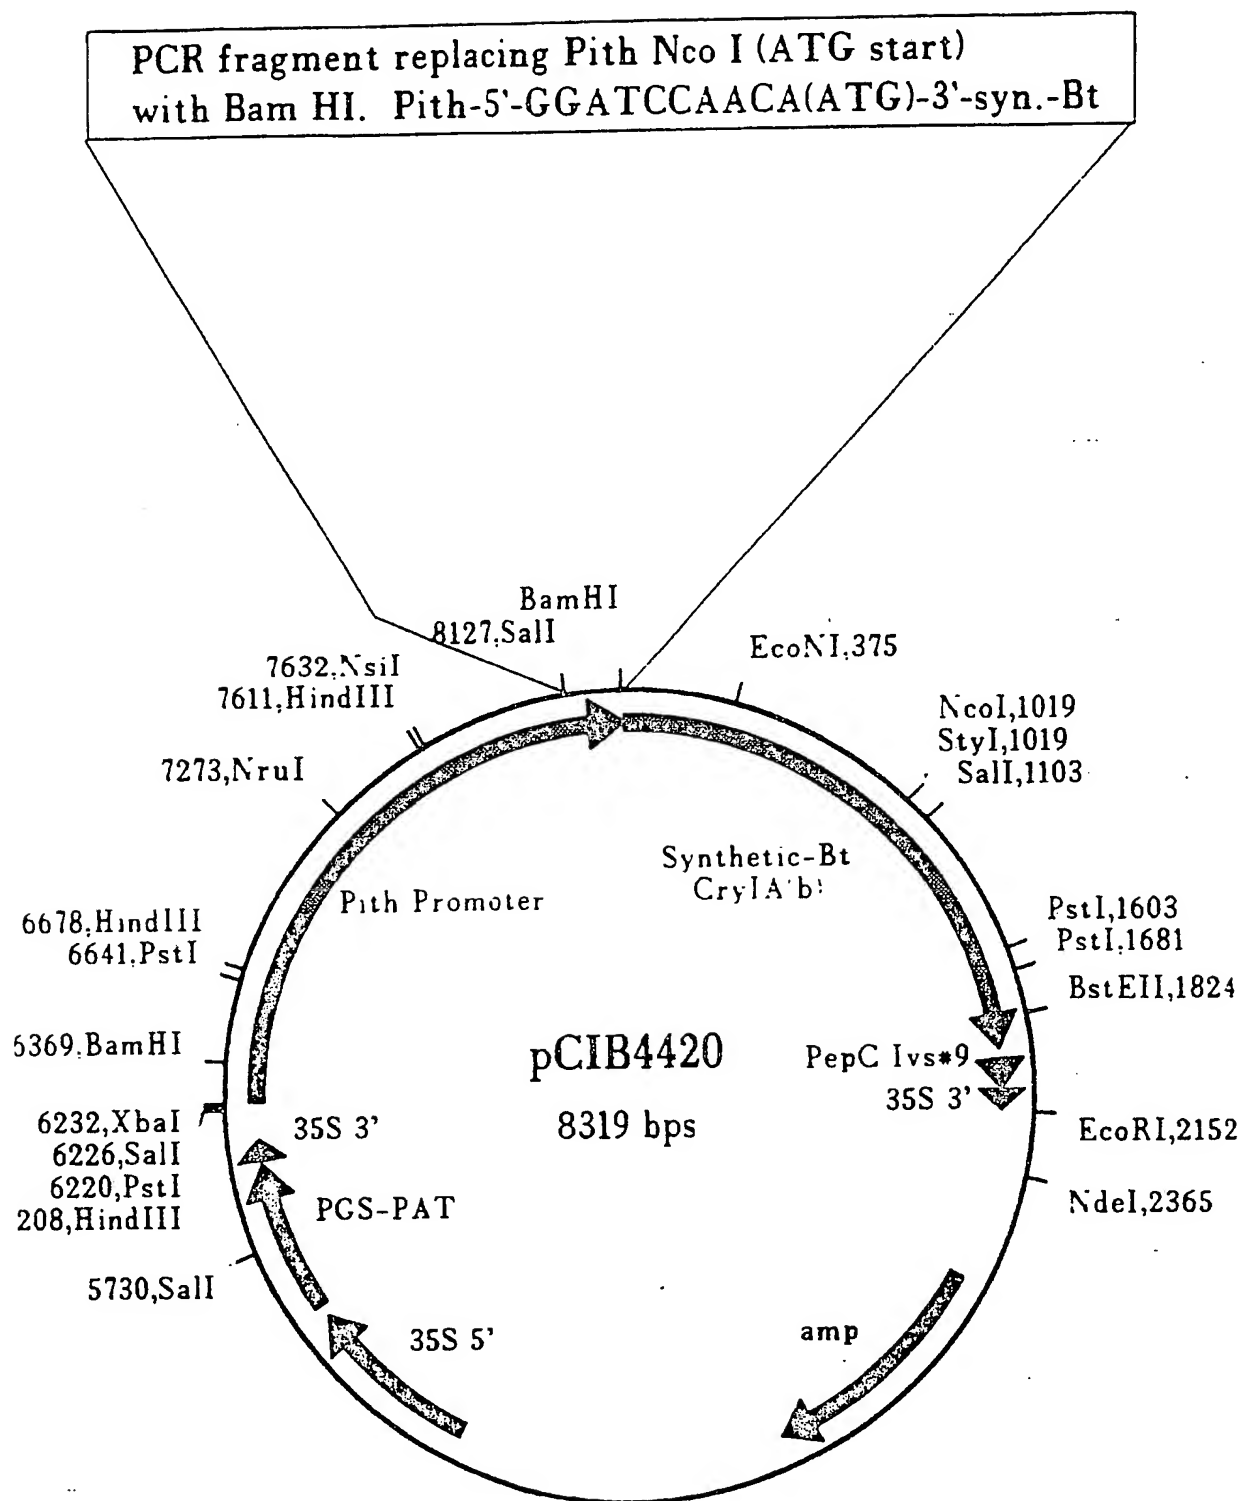 PCR fragment replacing Pith Nco I (ATG start)
with Bam HI. Pith-5'-GGATCCAACA(ATG)-3'-syn.-Bt
BamHI
8127,SalI
EcoNI,375
7632,NsiI
7611,HindIII
NcoI,1019
StyI,1019
SalI,1103
7273,NruI
Synthetic-Bt
CryIA'b'
Pith Promoter
6678,HindIII
6641,PstI
PstI,1603
PstI,1681
BstEII,1824
5369,BamHI
pCIB4420
8319 bps
PepC Ivs#9
35S 3'
6232,XbaI
6226,SalI
6220,PstI
208,HindIII
35S 3'
EcoRI,2152
PGS-PAT
NdeI,2365
5730,SalI
35S 5'
amp